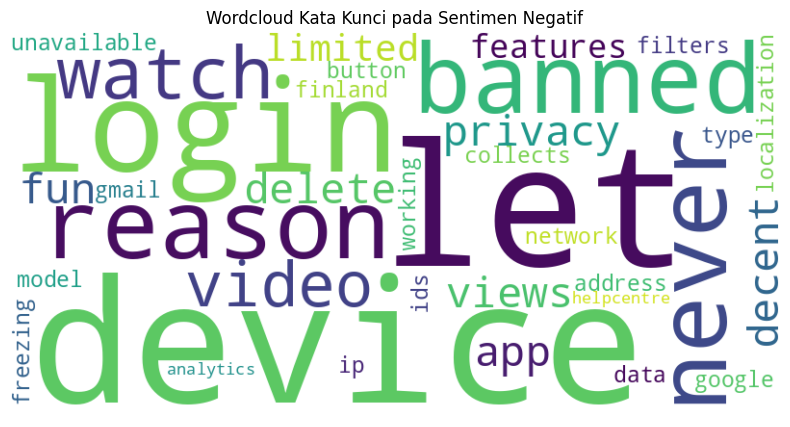 Wordcloud Kata Kunci pada Sentimen Negatif
unavailable
watch
limited
button
finland
features
filters
banned
localization
login
privacy
type
collects
fun
gmail
delete
working
reason
let
never
network
decent
model
video
ids
views
address
helpcentre
device
freezing
analytics
ip
app
data
google